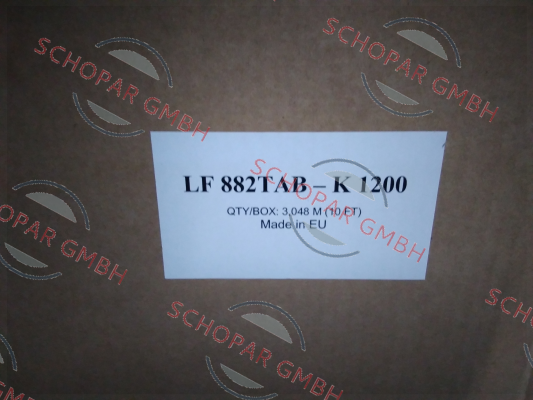 SCHOPAR GMBH
SCHOPAR GMBH
LF 882TAB – K 1200
QTY/BOX: 3,048 M (10 FT)
Made in EU
SCHOPAR GMBH
SCHOPAR GMBH
SCHOPAR GMBH
SCHOPAR